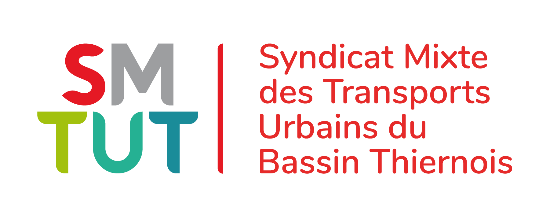 SM
TUT
Syndicat Mixte
des Transports
Urbains du
Bassin Thiernois